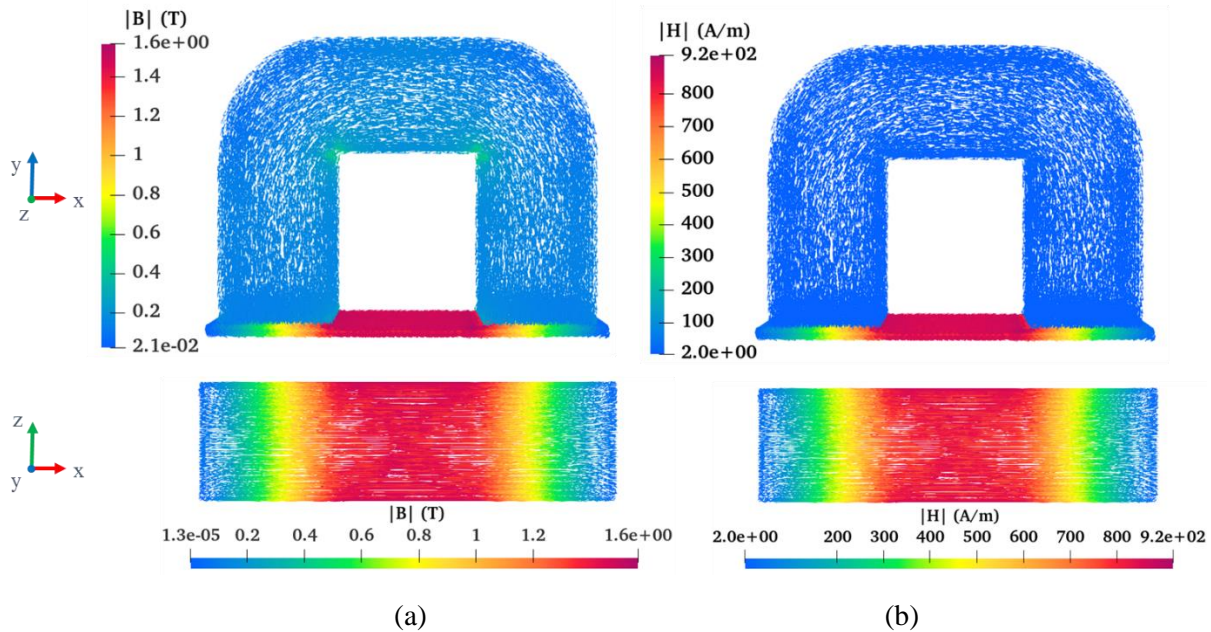 |B| (T)
1.6e+00
1.4
1.2
1
0.8
0.6
0.4
0.2
2.1e-02
y
z
x
|H| (A/m)
9.2e+02
800
700
600
500
400
300
200
100
2.0e+00
z
y
x
|B| (T)
1.3e-05 0.2 0.4 0.6 0.8 1 1.2 1.6e+00
|H| (A/m)
2.0e+00 200 300 400 500 600 700 800 9.2e+02
(a)
(b)